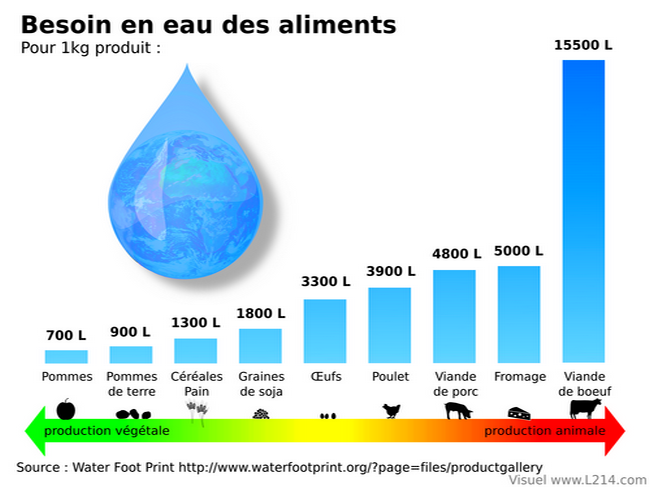 Besoin en eau des aliments
Pour 1kg produit :
15500 L
5000 L
4800 L
3900 L
3300 L
1800 L
1300 L
900 L
700 L
Pommes
Pommes
de terre
Céréales
Pain
Graines
de soja
Œufs
Poulet
Viande
de porc
Fromage
Viande
de boeuf
production végétale
production animale
Source : Water Foot Print http://www.waterfootprint.org/?page=files/productgallery
Visuel www.L214.com